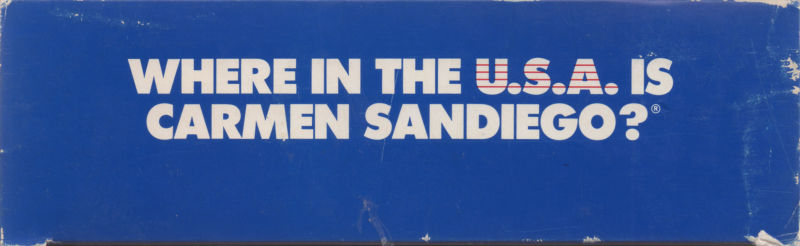 WHERE IN THE U.S.A. IS
CARMEN SANDIEGO?®